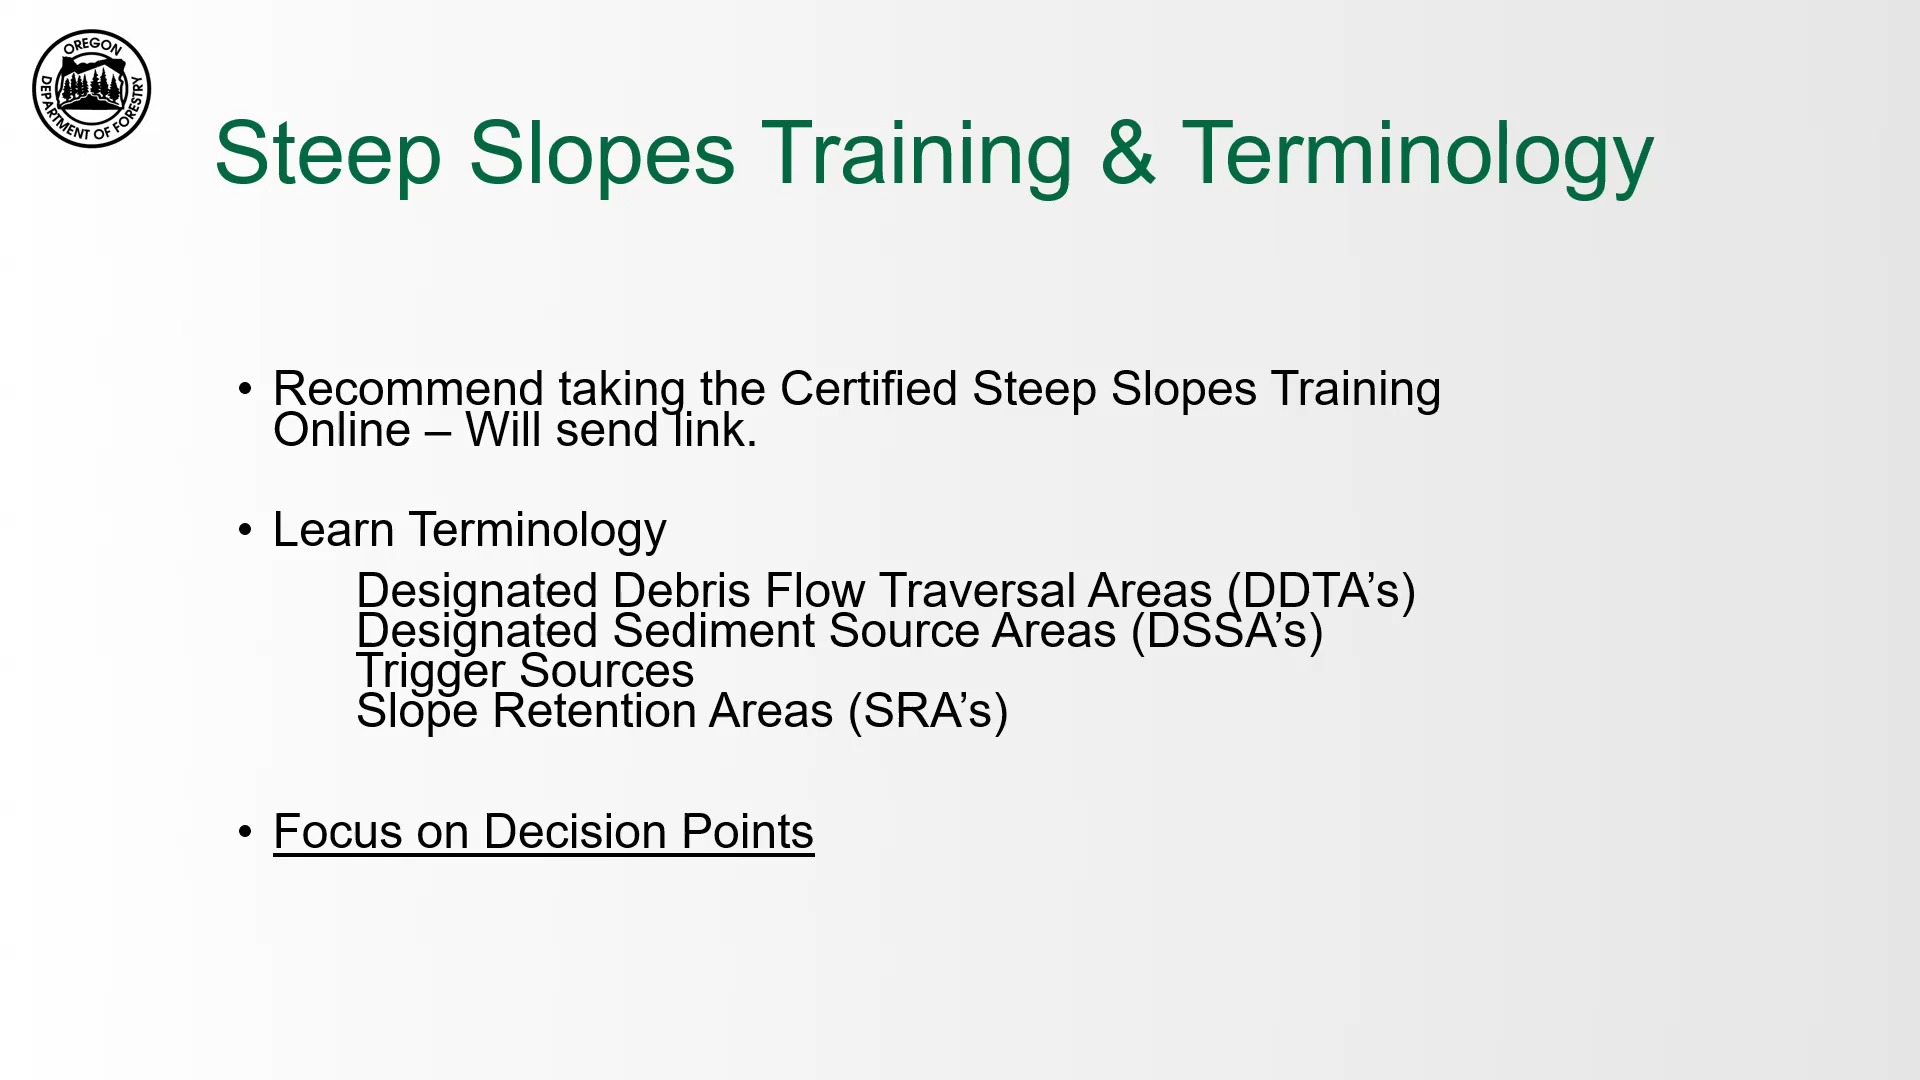 OREGON
DEPARTMENT OF FORESTRY
Steep Slopes Training & Terminology
• Recommend taking the Certified Steep Slopes Training
Online – Will send link.
• Learn Terminology
Designated Debris Flow Traversal Areas (DDTA’s)
Designated Sediment Source Areas (DSSA’s)
Trigger Sources
Slope Retention Areas (SRA’s)
• Focus on Decision Points